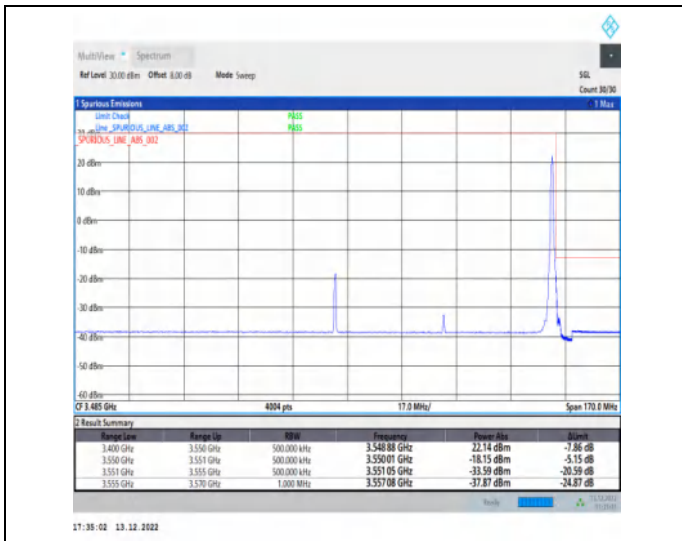 MultiView Spectrum
Ref Level 30.00 dBm Offset 8.00 dB Mode Sweep SGL
Count 30/30
1 Spurious Emissions 1 Max
Limit Check PASS
Line _SPURIOUS_LINE_ABS_002 PASS
_SPURIOUS_LINE_ABS_002
20 dBm
10 dBm
0 dBm
-10 dBm
-20 dBm
-30 dBm
-40 dBm
-50 dBm
-60 dBm
CF 3.485 GHz 4004 pts 17.0 MHz/ Span 170.0 MHz
2 Result Summary
Range Low Range Up RBW Frequency Power Abs ΔLimit
3.400 GHz 3.550 GHz 500.000 kHz 3.548 88 GHz 22.14 dBm -7.86 dB
3.550 GHz 3.551 GHz 500.000 kHz 3.550 01 GHz -18.15 dBm -5.15 dB
3.551 GHz 3.555 GHz 500.000 kHz 3.551 05 GHz -33.59 dBm -20.59 dB
3.555 GHz 3.570 GHz 1.000 MHz 3.557 08 GHz -37.87 dBm -24.87 dB
Ready
17:35:02 13.12.2022